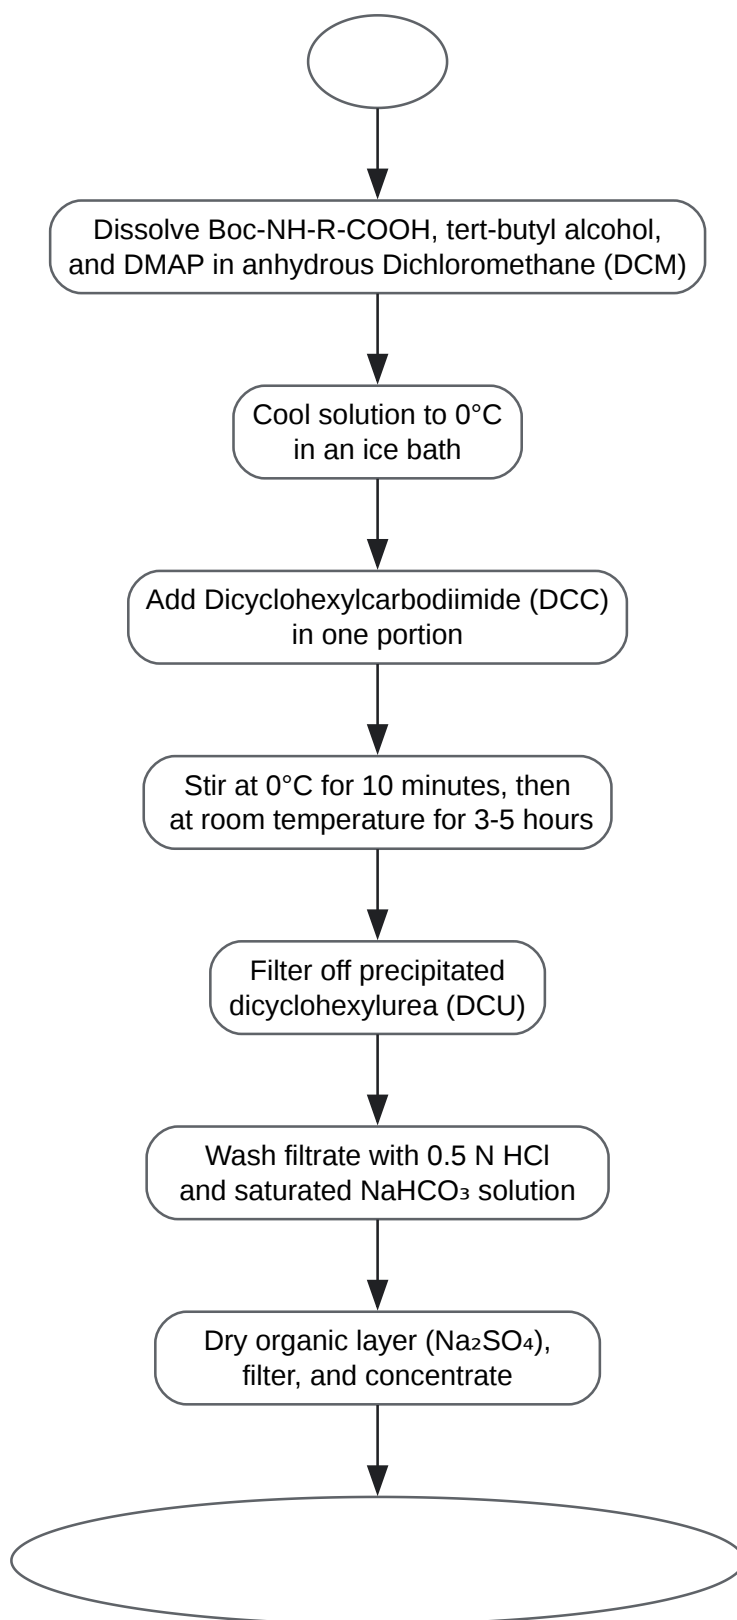 Dissolve Boc-NH-R-COOH, tert-butyl alcohol,
and DMAP in anhydrous Dichloromethane (DCM)
Cool solution to 0°C
in an ice bath
Add Dicyclohexylcarbodiimide (DCC)
in one portion
Stir at 0°C for 10 minutes, then
at room temperature for 3-5 hours
Filter off precipitated
dicyclohexylurea (DCU)
Wash filtrate with 0.5 N HCl
and saturated NaHCO₃ solution
Dry organic layer (Na₂SO₄),
filter, and concentrate